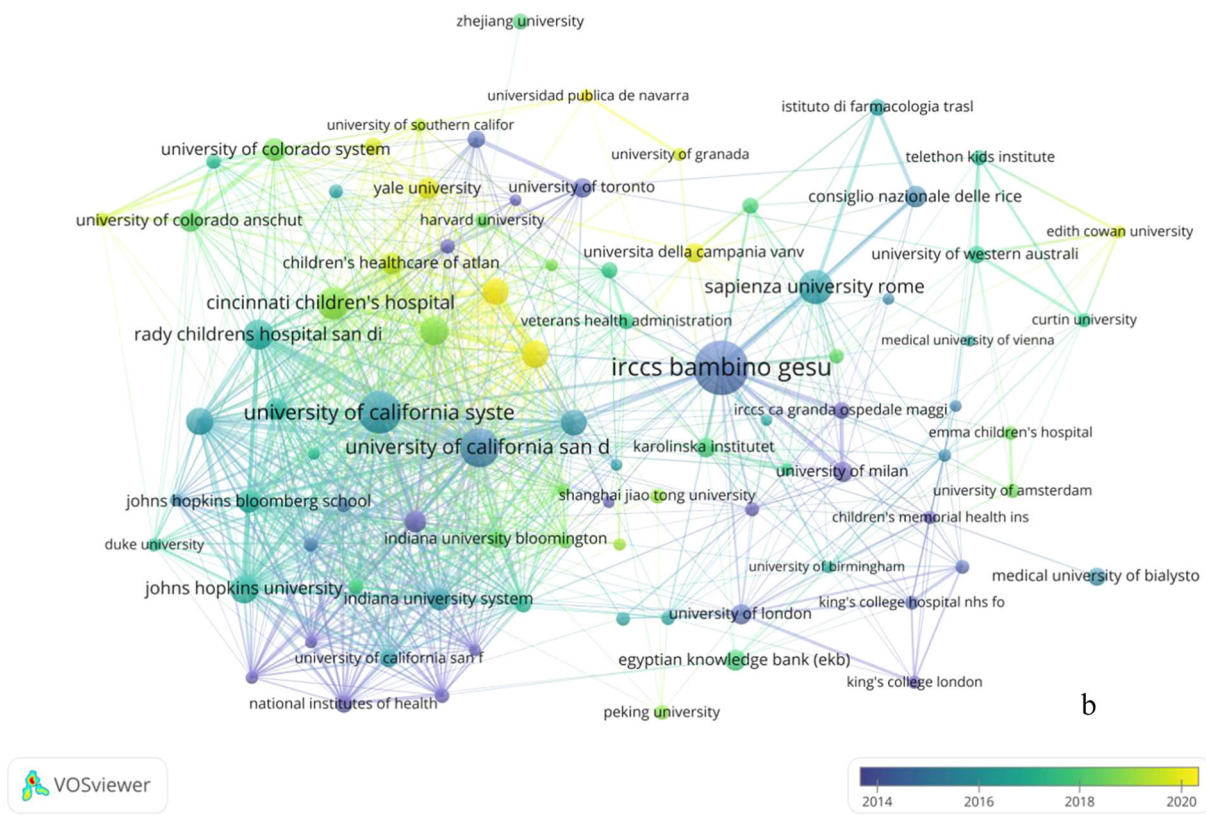 zhejiang university
universidad publica de navarra
istituto di farmacologia trasl
university of southern califor
university of colorado system
university of granada
telethon kids institute
yale university
university of toronto
consiglio nazionale delle rice
university of colorado anschut
harvard university
edith cowan university
universita della campania vanv
university of western australi
children's healthcare of atlan
sapienza university rome
cincinnati children's hospital
veterans health administration
curtin university
rady childrens hospital san di
medical university of vienna
irccs bambino gesu
university of california syste
irccs ca granda ospedale maggi
emma children's hospital
university of california san d
karolinska institutet
university of milan
university of amsterdam
johns hopkins bloomberg school
shanghai jiao tong university
children's memorial health ins
indiana university bloomington
duke university
university of birmingham
medical university of bialysto
johns hopkins university
indiana university system
king's college hospital nhs fo
university of london
university of california san f
egyptian knowledge bank (ekb)
king's college london
national institutes of health
peking university
b
VOSviewer
2014 2016 2018 2020